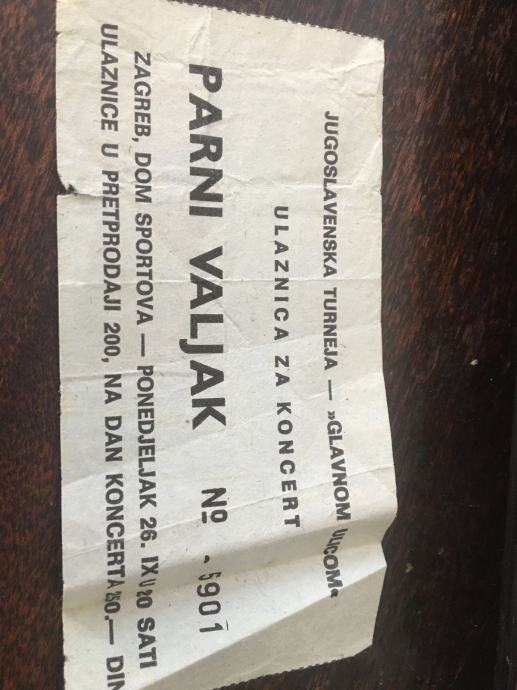 JUGOSLAVENSKA TURNEJA — »GLAVNOM ULICOM«
ULAZNICA ZA KONCERT
PARNI VALJAK Nº 5901
ZAGREB, DOM SPORTOVA — PONEDJELJAK 26. IX u 20 SATI
ULAZNICE U PRETPRODAJI 200, NA DAN KONCERTA 250.— DIN